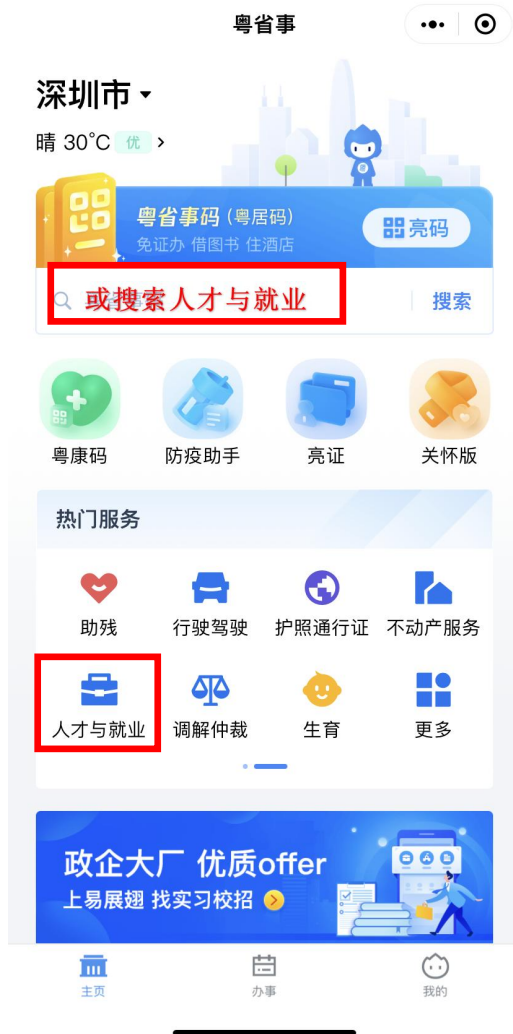 粤省事
深圳市
晴 30°C 优
粤省事码 (粤居码)
免证办 借图书 住酒店
亮码
或搜索人才与就业
搜索
粤康码 防疫助手 亮证 关怀版
热门服务
助残 行驶驾驶 护照通行证 不动产服务
人才与就业 调解仲裁 生育 更多
政企大厂 优质offer
上易展翅 找实习校招
主页 办事 我的